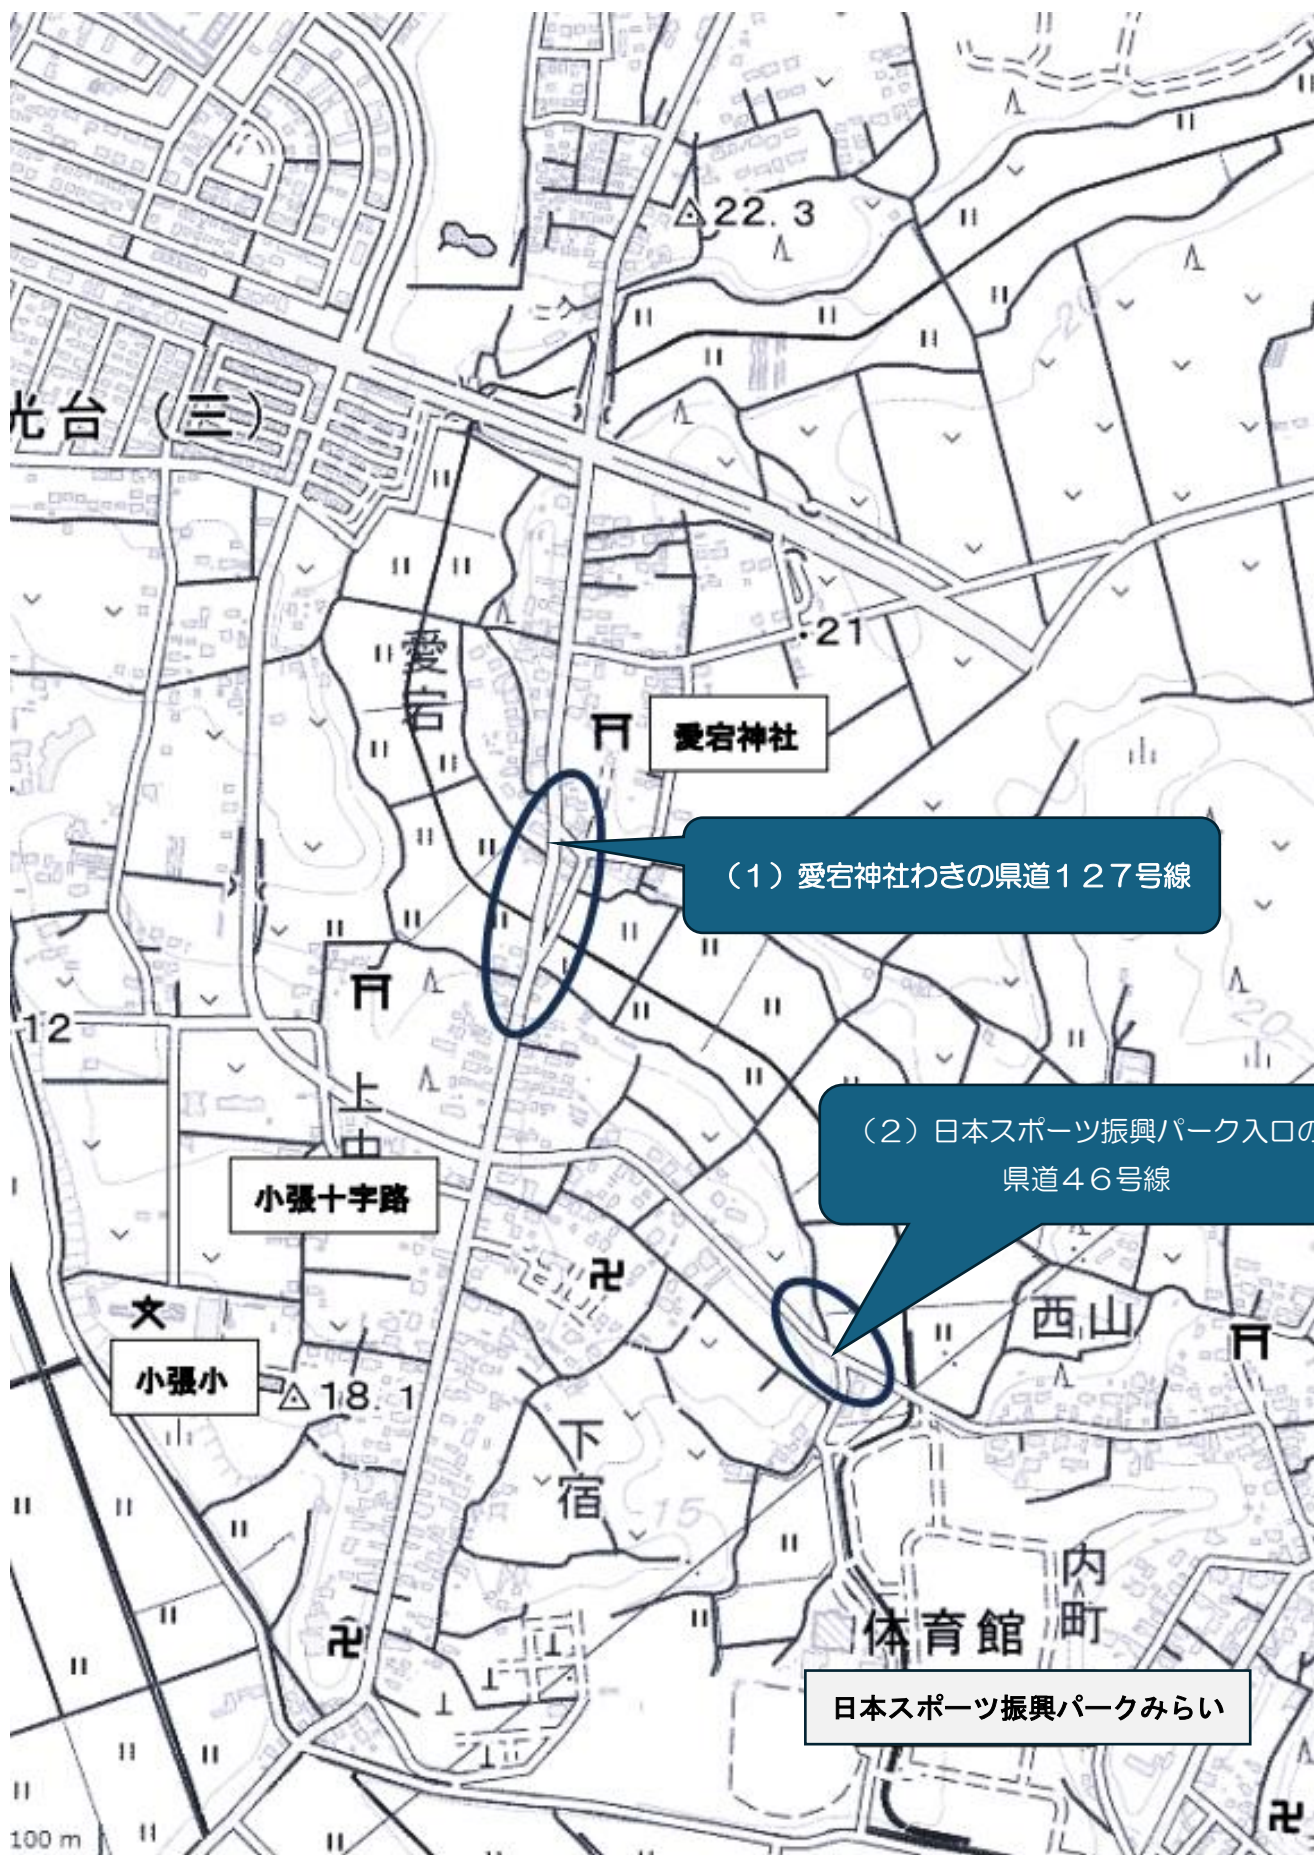 22.3
20
光台（三）
21
愛宕
愛宕神社
（１）愛宕神社わきの県道１２７号線
12
20
上
（２）日本スポーツ振興パーク入口の
県道４６号線
小張十字路
西山
小張小
18.1
下宿
15
内町
体育館
日本スポーツ振興パークみらい
100 m